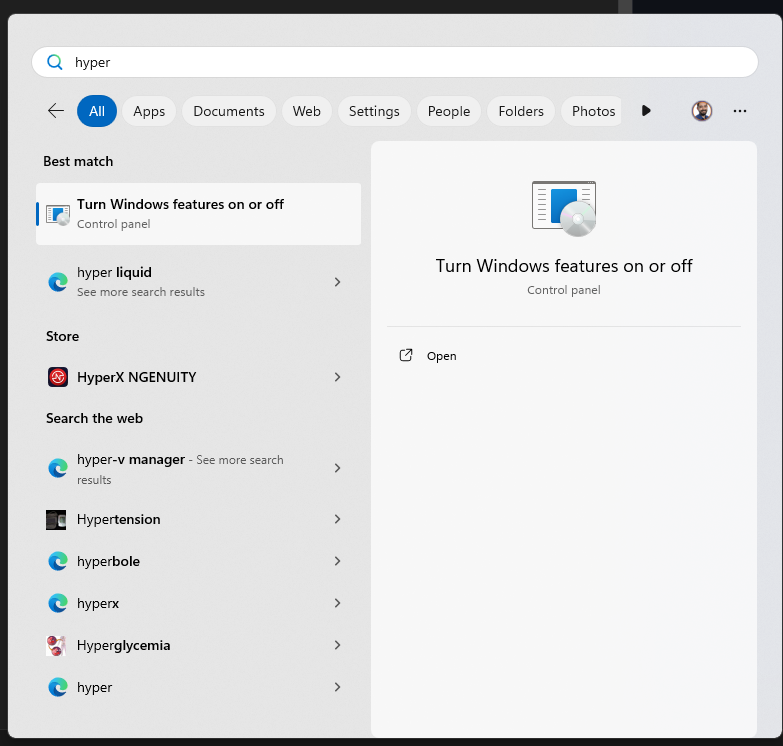 hyper
All
Apps
Documents
Web
Settings
People
Folders
Photos
Best match
Turn Windows features on or off
Control panel
hyper liquid
See more search results
Store
HyperX NGENUITY
Search the web
hyper-v manager - See more search
results
Hypertension
hyperbole
hyperx
Hyperglycemia
hyper
Turn Windows features on or off
Control panel
Open